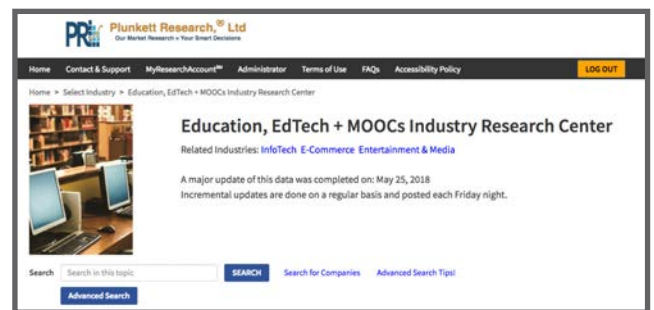 PRi Plunkett Research,® Ltd
Our Market Research = Your Smart Decisions
Home Contact & Support MyResearchAccount℠ Administrator Terms of Use FAQs Accessibility Policy LOG OUT
Home > Select Industry > Education, EdTech + MOOCs Industry Research Center
Education, EdTech + MOOCs Industry Research Center
Related Industries: InfoTech E-Commerce Entertainment & Media
A major update of this data was completed on: May 25, 2018
Incremental updates are done on a regular basis and posted each Friday night.
Search Search in this topic SEARCH Search for Companies Advanced Search Tips!
Advanced Search